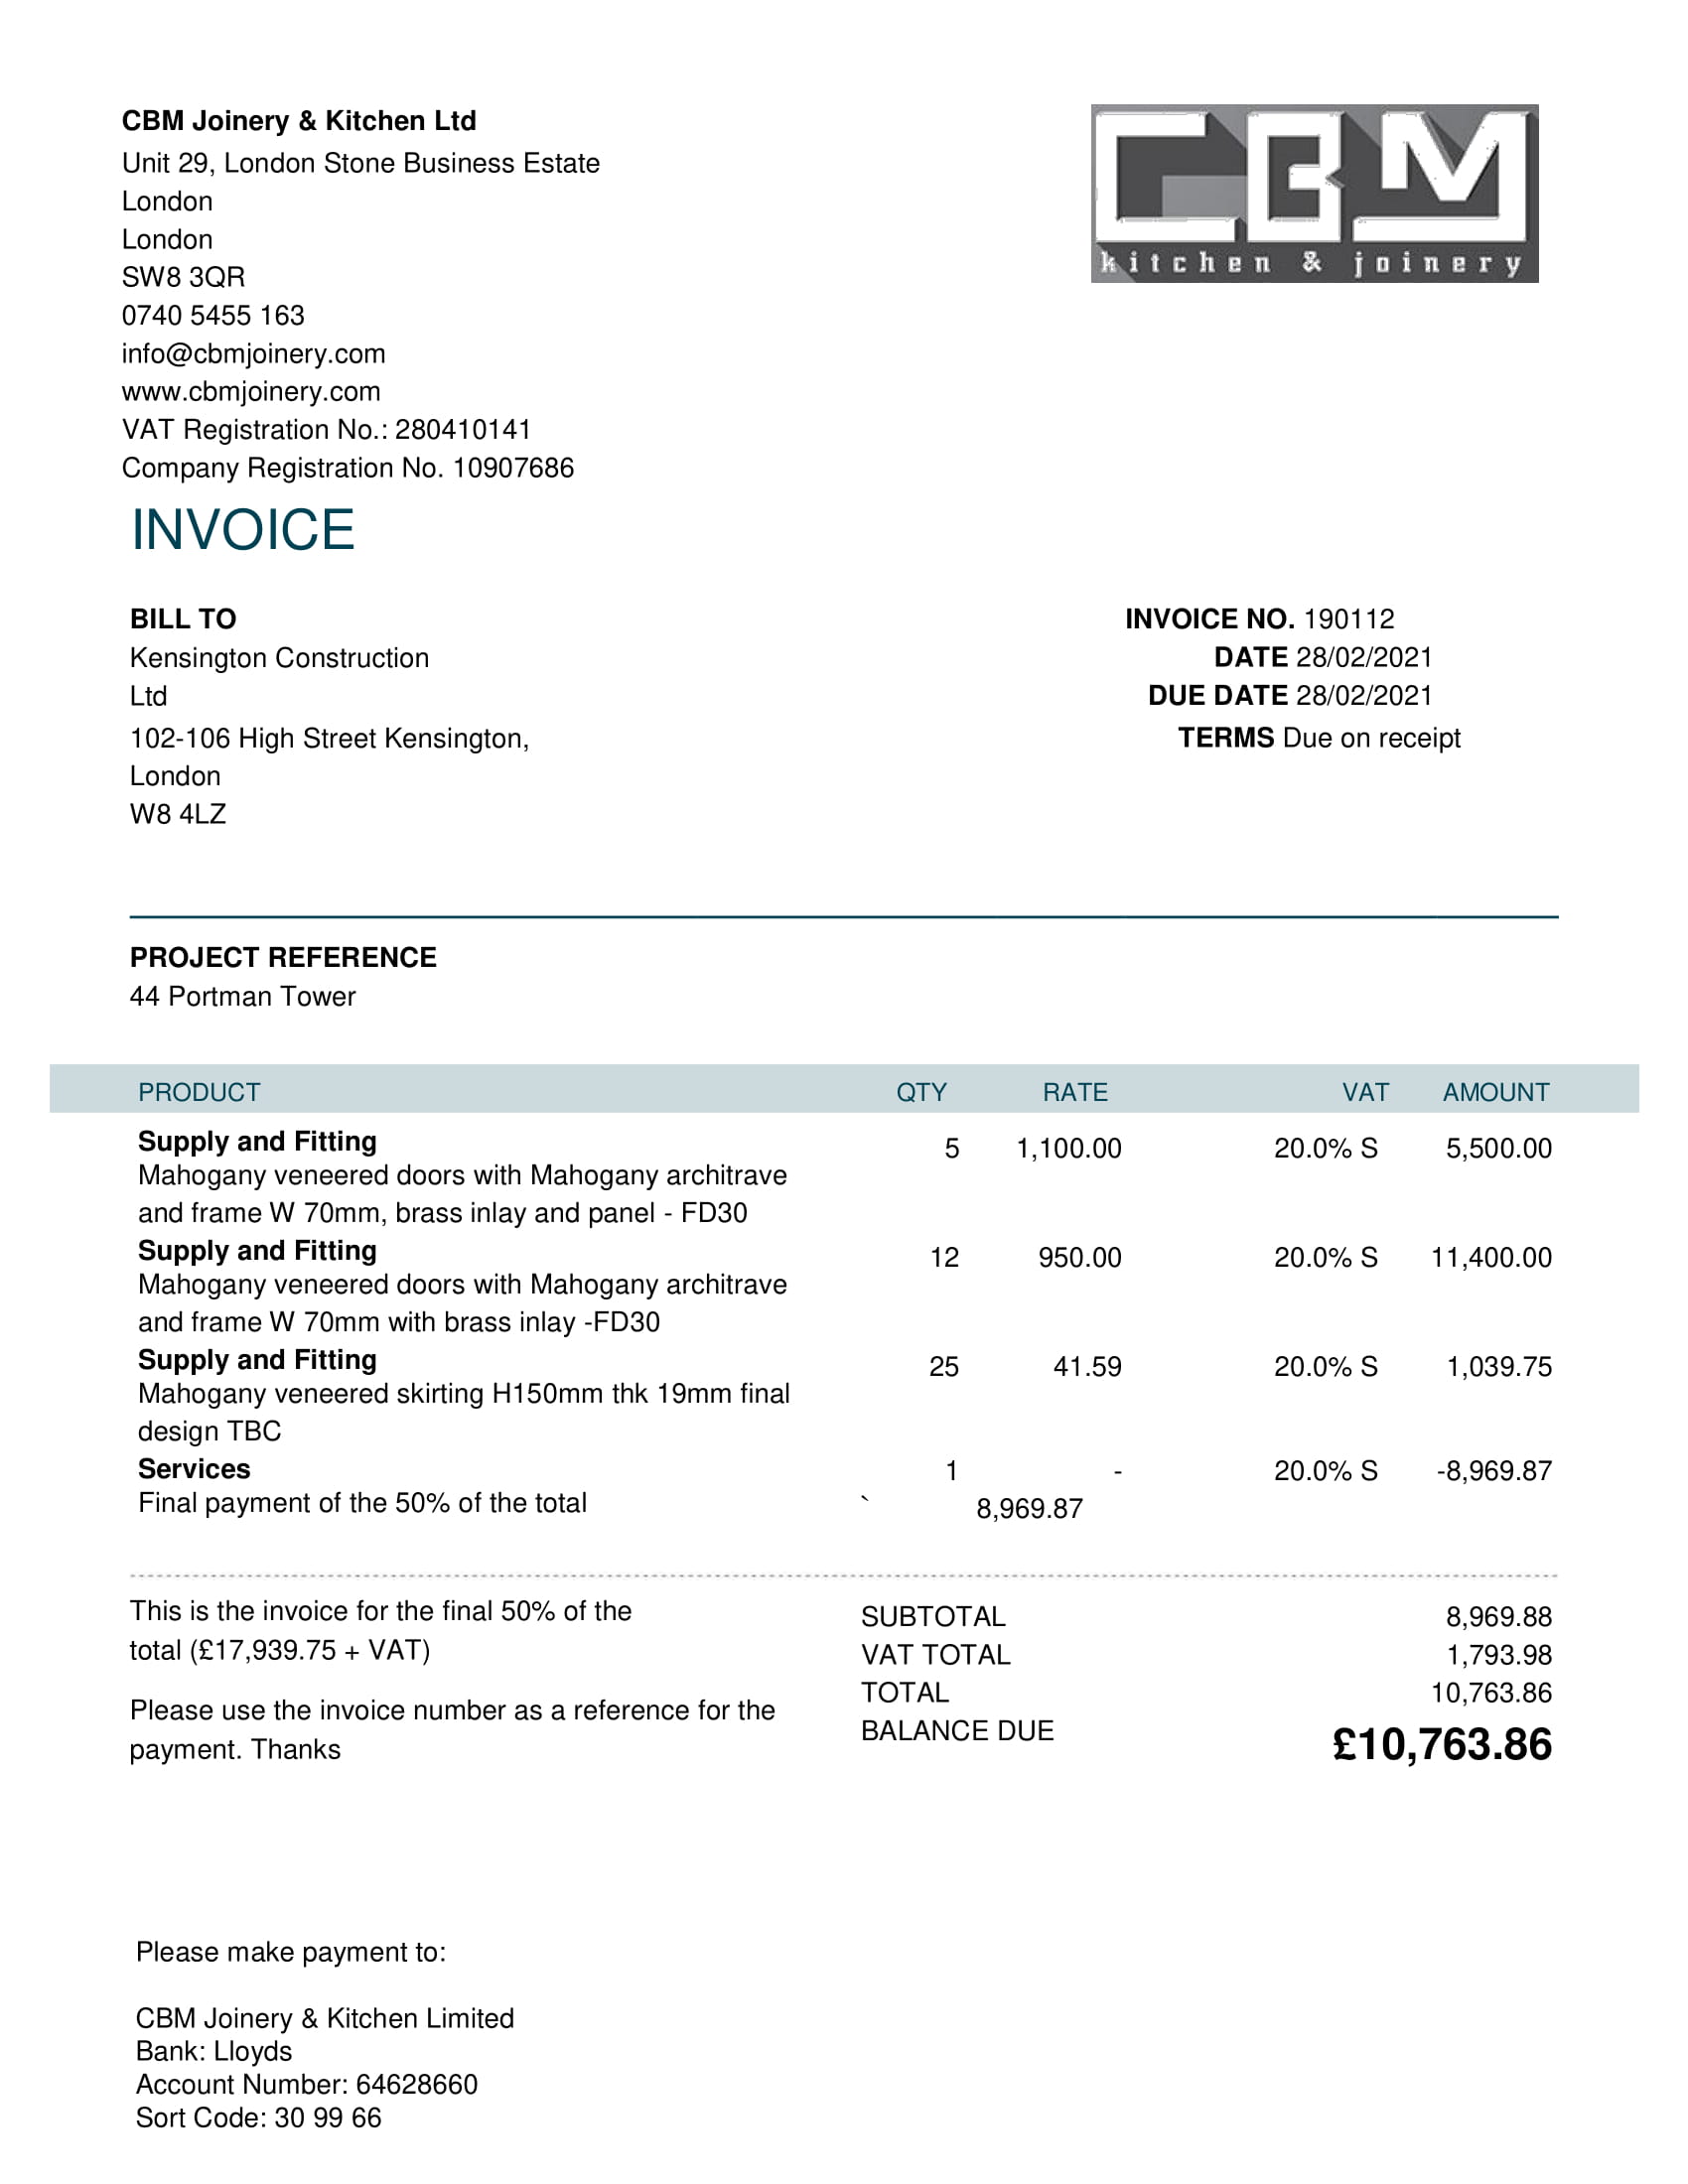 CBM Joinery & Kitchen Ltd
Unit 29, London Stone Business Estate
London
London
SW8 3QR
0740 5455 163
info@cbmjoinery.com
www.cbmjoinery.com
VAT Registration No.: 280410141
Company Registration No. 10907686
CBM
kitchen & joinery
INVOICE
BILL TO
Kensington Construction
Ltd
102-106 High Street Kensington,
London
W8 4LZ
INVOICE NO. 190112
DATE 28/02/2021
DUE DATE 28/02/2021
TERMS Due on receipt
PROJECT REFERENCE
44 Portman Tower
PRODUCT QTY RATE VAT AMOUNT
Supply and Fitting 5 1,100.00 20.0% S 5,500.00
Mahogany veneered doors with Mahogany architrave
and frame W 70mm, brass inlay and panel - FD30
Supply and Fitting 12 950.00 20.0% S 11,400.00
Mahogany veneered doors with Mahogany architrave
and frame W 70mm with brass inlay -FD30
Supply and Fitting 25 41.59 20.0% S 1,039.75
Mahogany veneered skirting H150mm thk 19mm final
design TBC
Services 1 - 20.0% S -8,969.87
Final payment of the 50% of the total ` 8,969.87
This is the invoice for the final 50% of the
total (£17,939.75 + VAT)
Please use the invoice number as a reference for the
payment. Thanks
SUBTOTAL 8,969.88
VAT TOTAL 1,793.98
TOTAL 10,763.86
BALANCE DUE £10,763.86
Please make payment to:
CBM Joinery & Kitchen Limited
Bank: Lloyds
Account Number: 64628660
Sort Code: 30 99 66